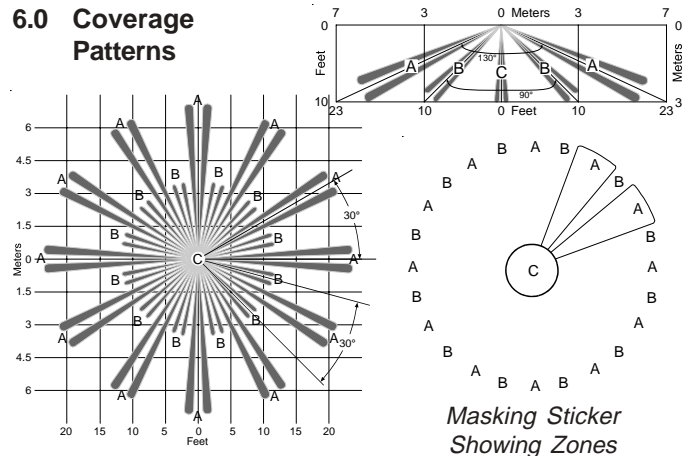 6.0 Coverage
Patterns
7 3 0 Meters 3 7
0 0
Feet Meters
A B C B A
130°
90°
10 3
23 10 0 10 23
Feet
A
A A
6
4.5
B B
A A
3
B B
30°
1.5
B B
Meters
A 0 C A
1.5
B B
B B
3
A A
30°
B B
4.5
6
A A
A
20 15 10 5 0 5 10 15 20
Feet
B A B
A A
B B
A A
B B
A C A
B B
A A
B B
A A
B A B
Masking Sticker
Showing Zones